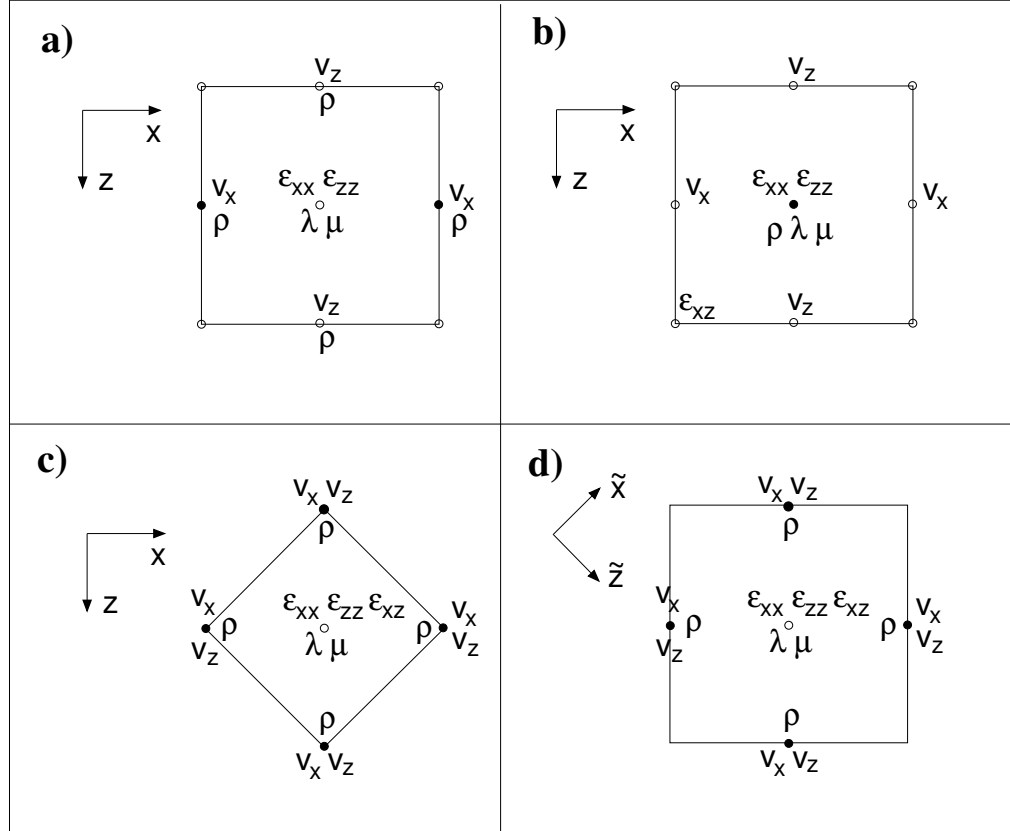 a)
v_z
ρ
x
z
v_x ε_xx ε_zz v_x
ρ λ μ ρ
v_z
ρ
b)
v_z
x
z
ε_xx ε_zz
v_x v_x
ρ λ μ
ε_xz v_z
c)
v_x v_z
ρ
x
z
v_x ε_xx ε_zz ε_xz v_x
ρ λ μ ρ
v_z v_z
ρ
v_x v_z
d)
x̃
v_x v_z
ρ
z̃
v_x ε_xx ε_zz ε_xz v_x
ρ λ μ ρ
v_z v_z
ρ
v_x v_z